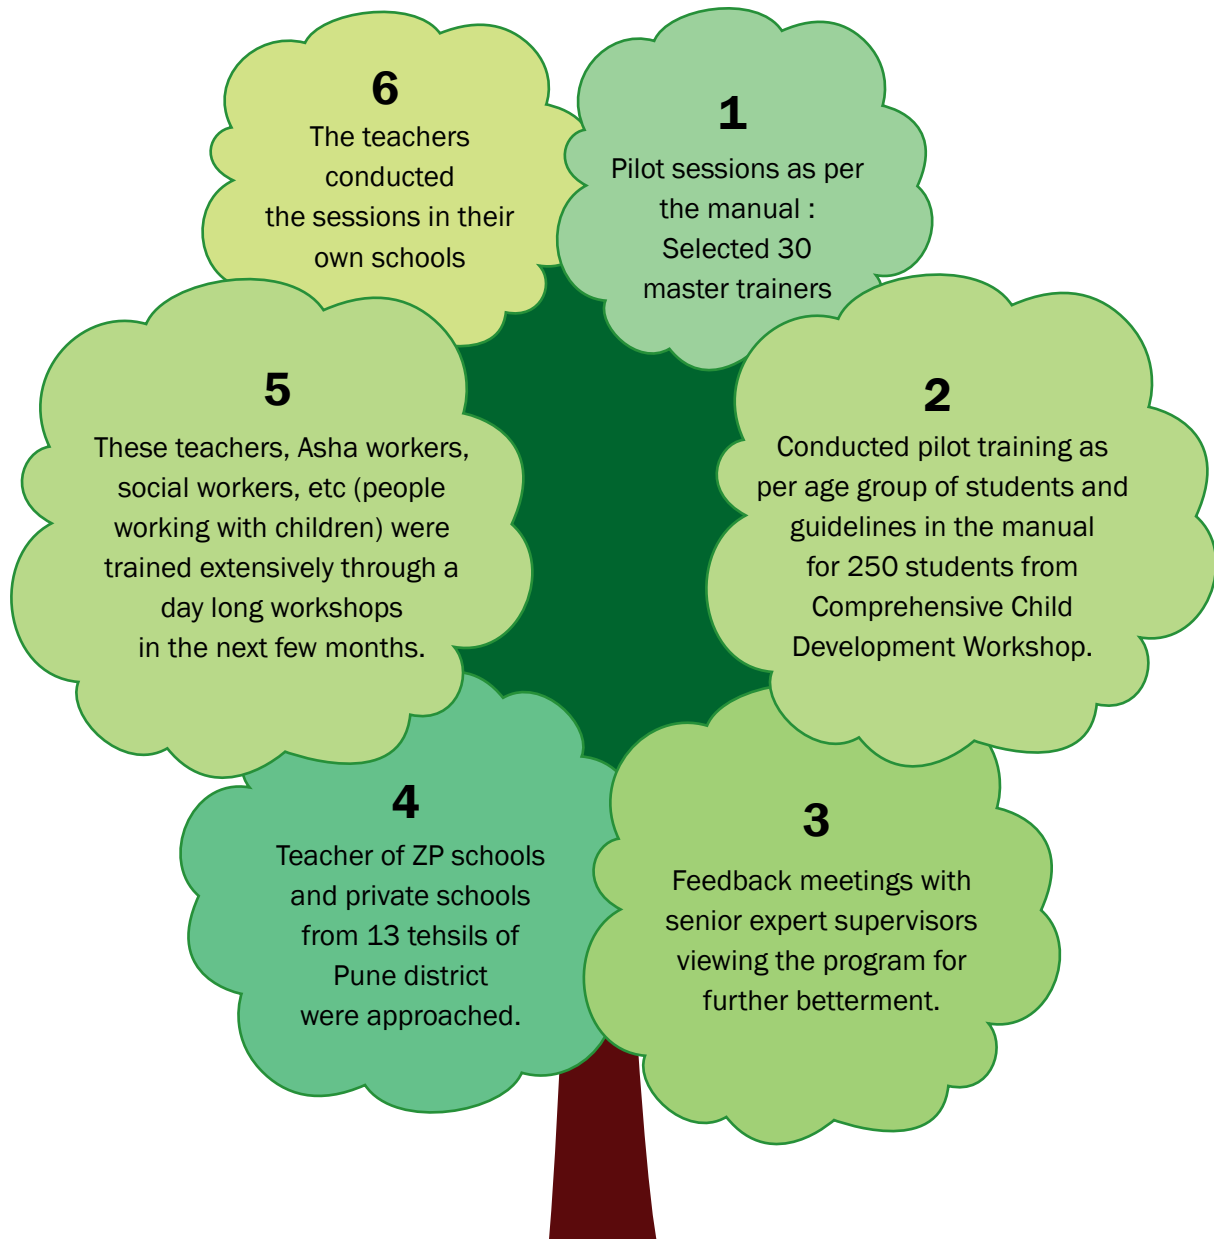 1
Pilot sessions as per
the manual :
Selected 30
master trainers
2
Conducted pilot training as
per age group of students and
guidelines in the manual
for 250 students from
Comprehensive Child
Development Workshop.
3
Feedback meetings with
senior expert supervisors
viewing the program for
further betterment.
4
Teacher of ZP schools
and private schools
from 13 tehsils of
Pune district
were approached.
5
These teachers, Asha workers,
social workers, etc (people
working with children) were
trained extensively through a
day long workshops
in the next few months.
6
The teachers
conducted
the sessions in their
own schools